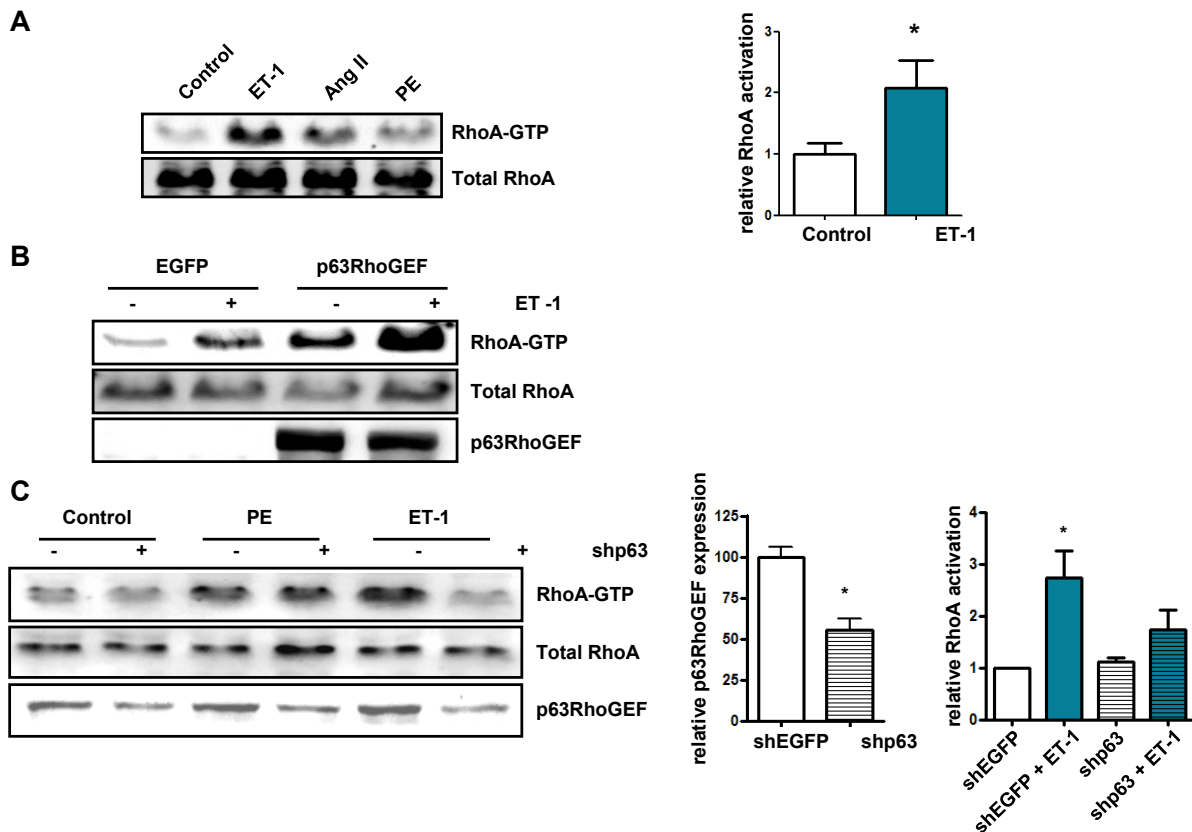 A
Control ET-1 Ang II PE
RhoA-GTP
Total RhoA
relative RhoA activation
3
2
1
0
*
Control ET-1
B
EGFP p63RhoGEF
- + - + ET -1
RhoA-GTP
Total RhoA
p63RhoGEF
C
Control PE ET-1
- + - + - + shp63
RhoA-GTP
Total RhoA
p63RhoGEF
relative p63RhoGEF expression
125
100
75
50
25
0
*
shEGFP shp63
relative RhoA activation
4
3
2
1
0
*
shEGFP
shEGFP + ET-1
shp63
shp63 + ET-1